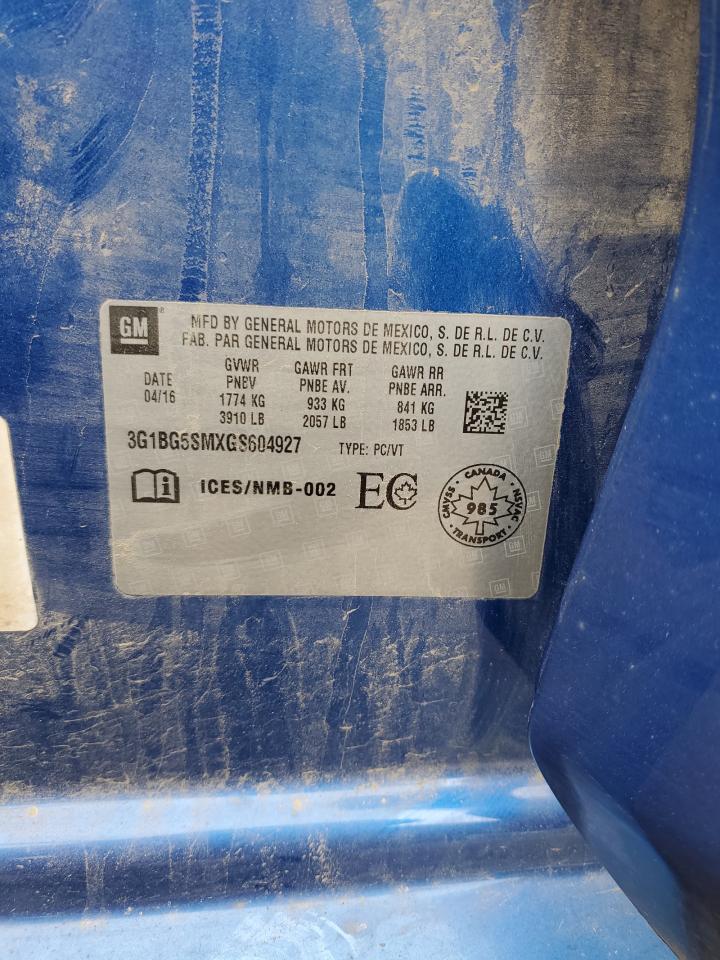 GM
MFD BY GENERAL MOTORS DE MEXICO, S. DE R.L. DE C.V.
FAB. PAR GENERAL MOTORS DE MEXICO, S. DE R.L. DE C.V.
DATE
04/16
GVWR
PNBV
1774 KG
3910 LB
GAWR FRT
PNBE AV.
933 KG
2057 LB
GAWR RR
PNBE ARR.
841 KG
1853 LB
3G1BG5SMXGS604927 TYPE: PC/VT
i ICES/NMB-002 EC
CMVSS · CANADA · NSVAC · TRANSPORT ·
985